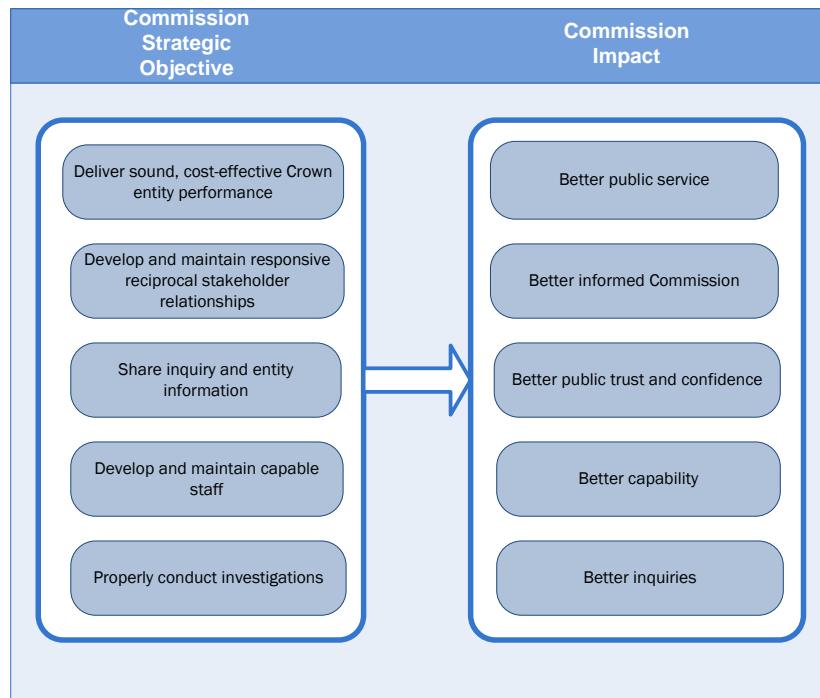 Commission
Strategic
Objective
Commission
Impact
Deliver sound, cost-effective Crown
entity performance
Develop and maintain responsive
reciprocal stakeholder
relationships
Share inquiry and entity
information
Develop and maintain capable
staff
Properly conduct investigations
Better public service
Better informed Commission
Better public trust and confidence
Better capability
Better inquiries